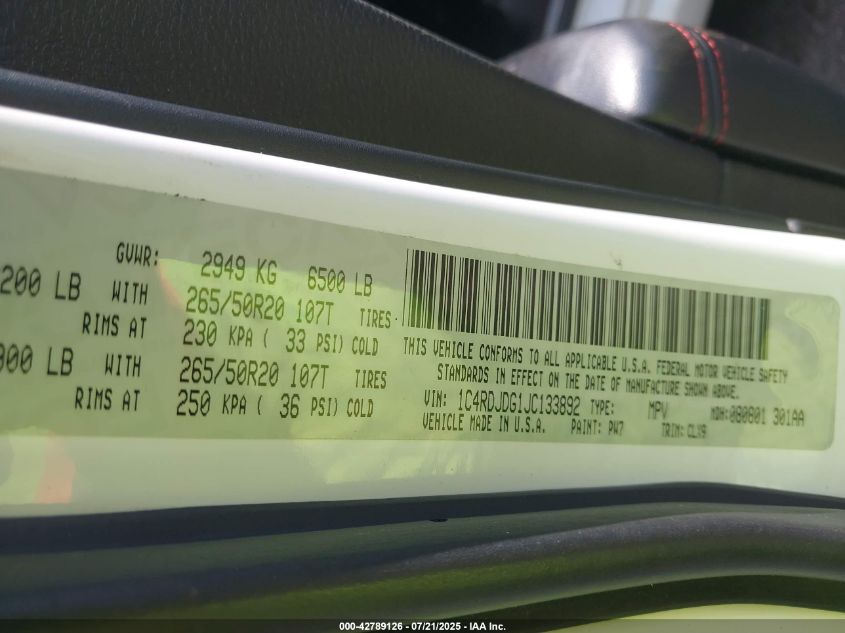 GVWR: 2949 KG 6500 LB
200 LB WITH 265/50R20 107T TIRES
RIMS AT 230 KPA ( 33 PSI) COLD
300 LB WITH 265/50R20 107T TIRES
RIMS AT 250 KPA ( 36 PSI) COLD
THIS VEHICLE CONFORMS TO ALL APPLICABLE U.S.A. FEDERAL MOTOR VEHICLE SAFETY
STANDARDS IN EFFECT ON THE DATE OF MANUFACTURE SHOWN ABOVE.
VIN: 1C4RDJDG1JC133892 TYPE: MPV MDH: 080601 301AA
VEHICLE MADE IN U.S.A. PAINT: PW7 TRIM: CLX9
000-42789126 - 07/21/2025 - IAA Inc.